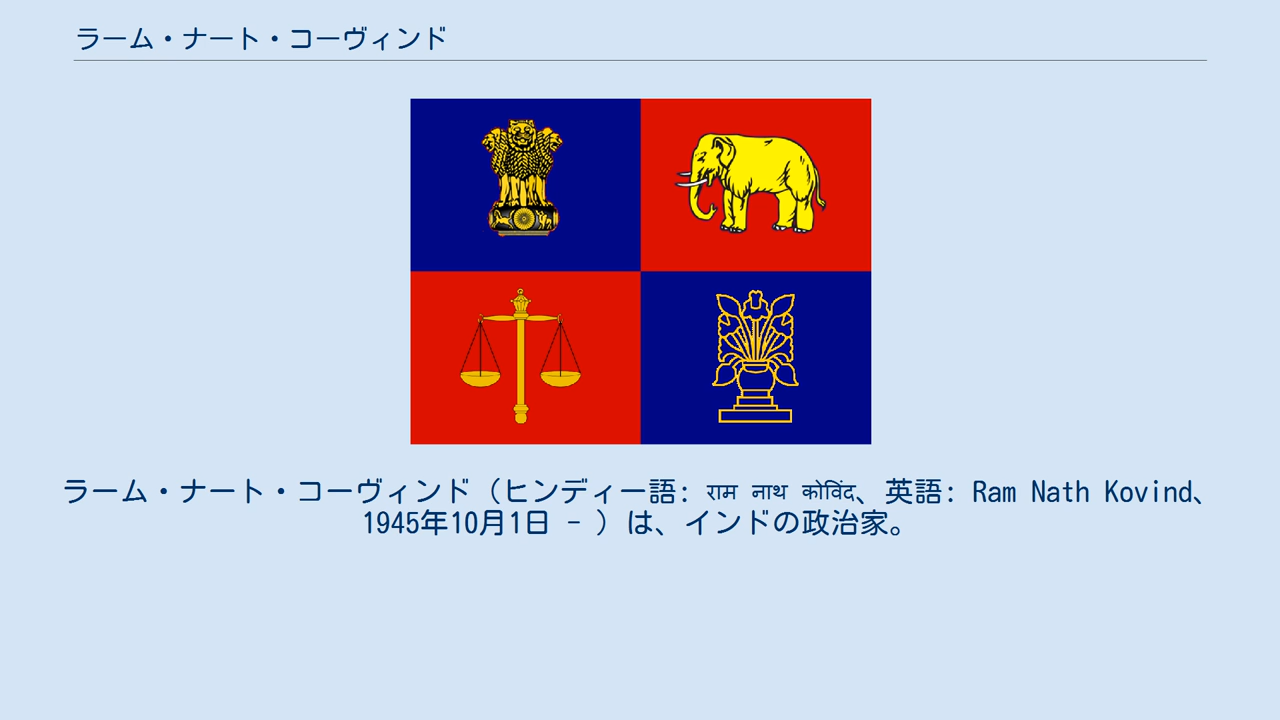 ラーム・ナート・コーヴィンド
ラーム・ナート・コーヴィンド（ヒンディー語: राम नाथ कोविंद、英語: Ram Nath Kovind、
1945年10月1日 - ）は、インドの政治家。